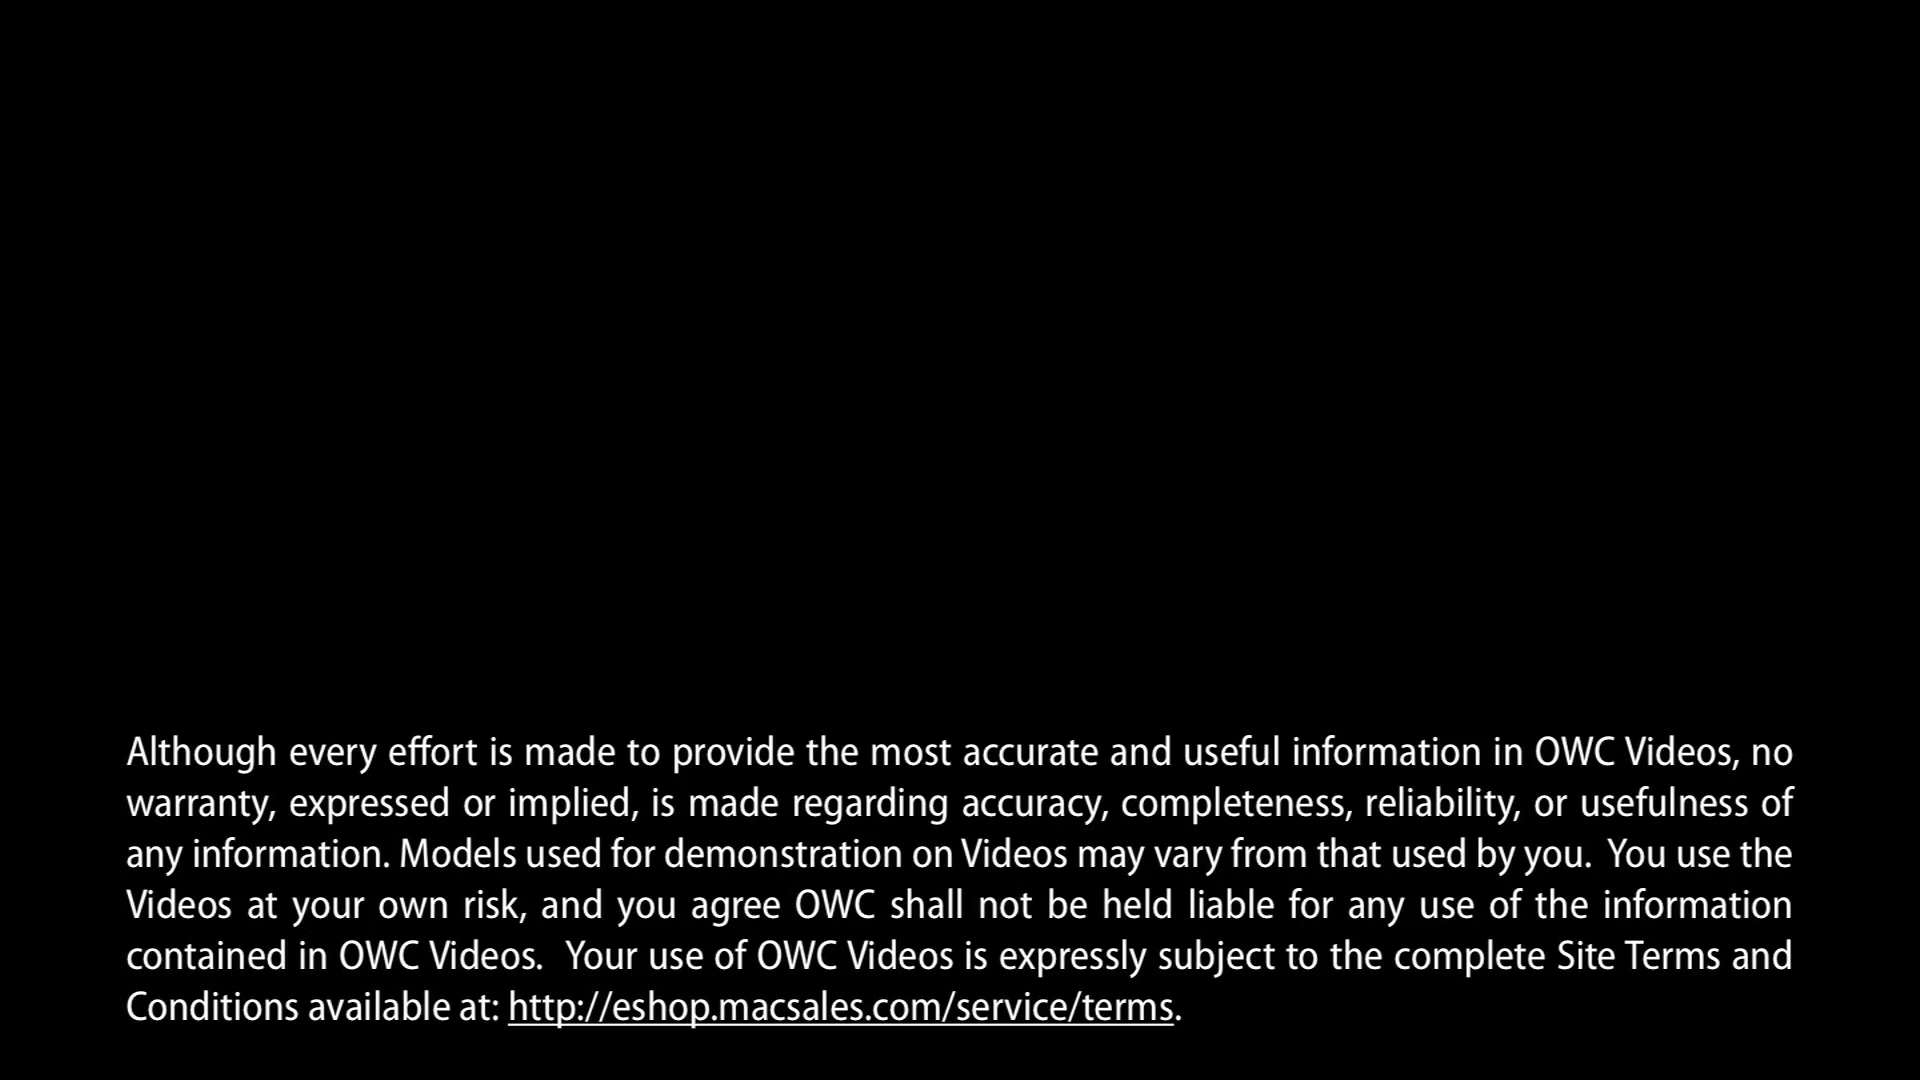 Although every effort is made to provide the most accurate and useful information in OWC Videos, no
warranty, expressed or implied, is made regarding accuracy, completeness, reliability, or usefulness of
any information. Models used for demonstration on Videos may vary from that used by you.  You use the
Videos at your own risk, and you agree OWC shall not be held liable for any use of the information
contained in OWC Videos.  Your use of OWC Videos is expressly subject to the complete Site Terms and
Conditions available at: http://eshop.macsales.com/service/terms.